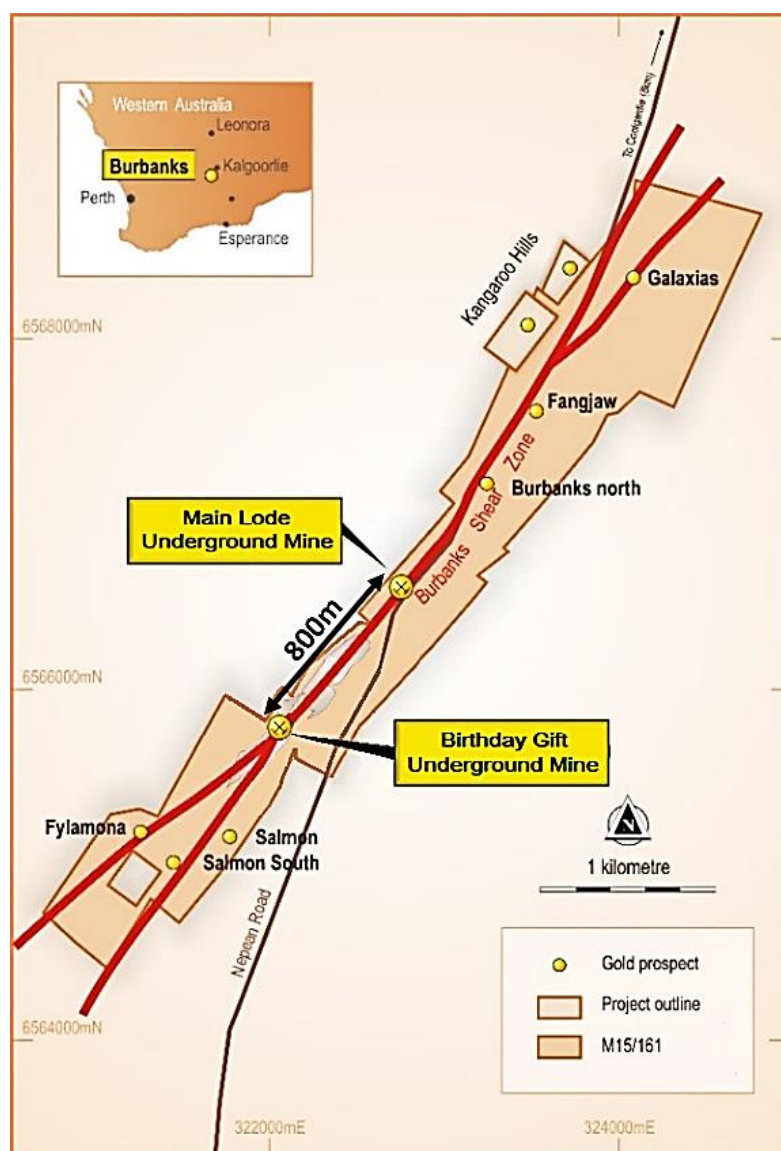 Western Australia
Leonora
Burbanks
Kalgoorlie
Perth
Esperance
To Coolgardie (8km)
Kangaroo Hills
Galaxias
6568000mN
Fangjaw
Burbanks north
Burbanks Shear Zone
Main Lode
Underground Mine
800m
6566000mN
Birthday Gift
Underground Mine
Fylamona
Salmon
Salmon South
N
1 kilometre
Nepean Road
Gold prospect
Project outline
M15/161
6564000mN
322000mE
324000mE